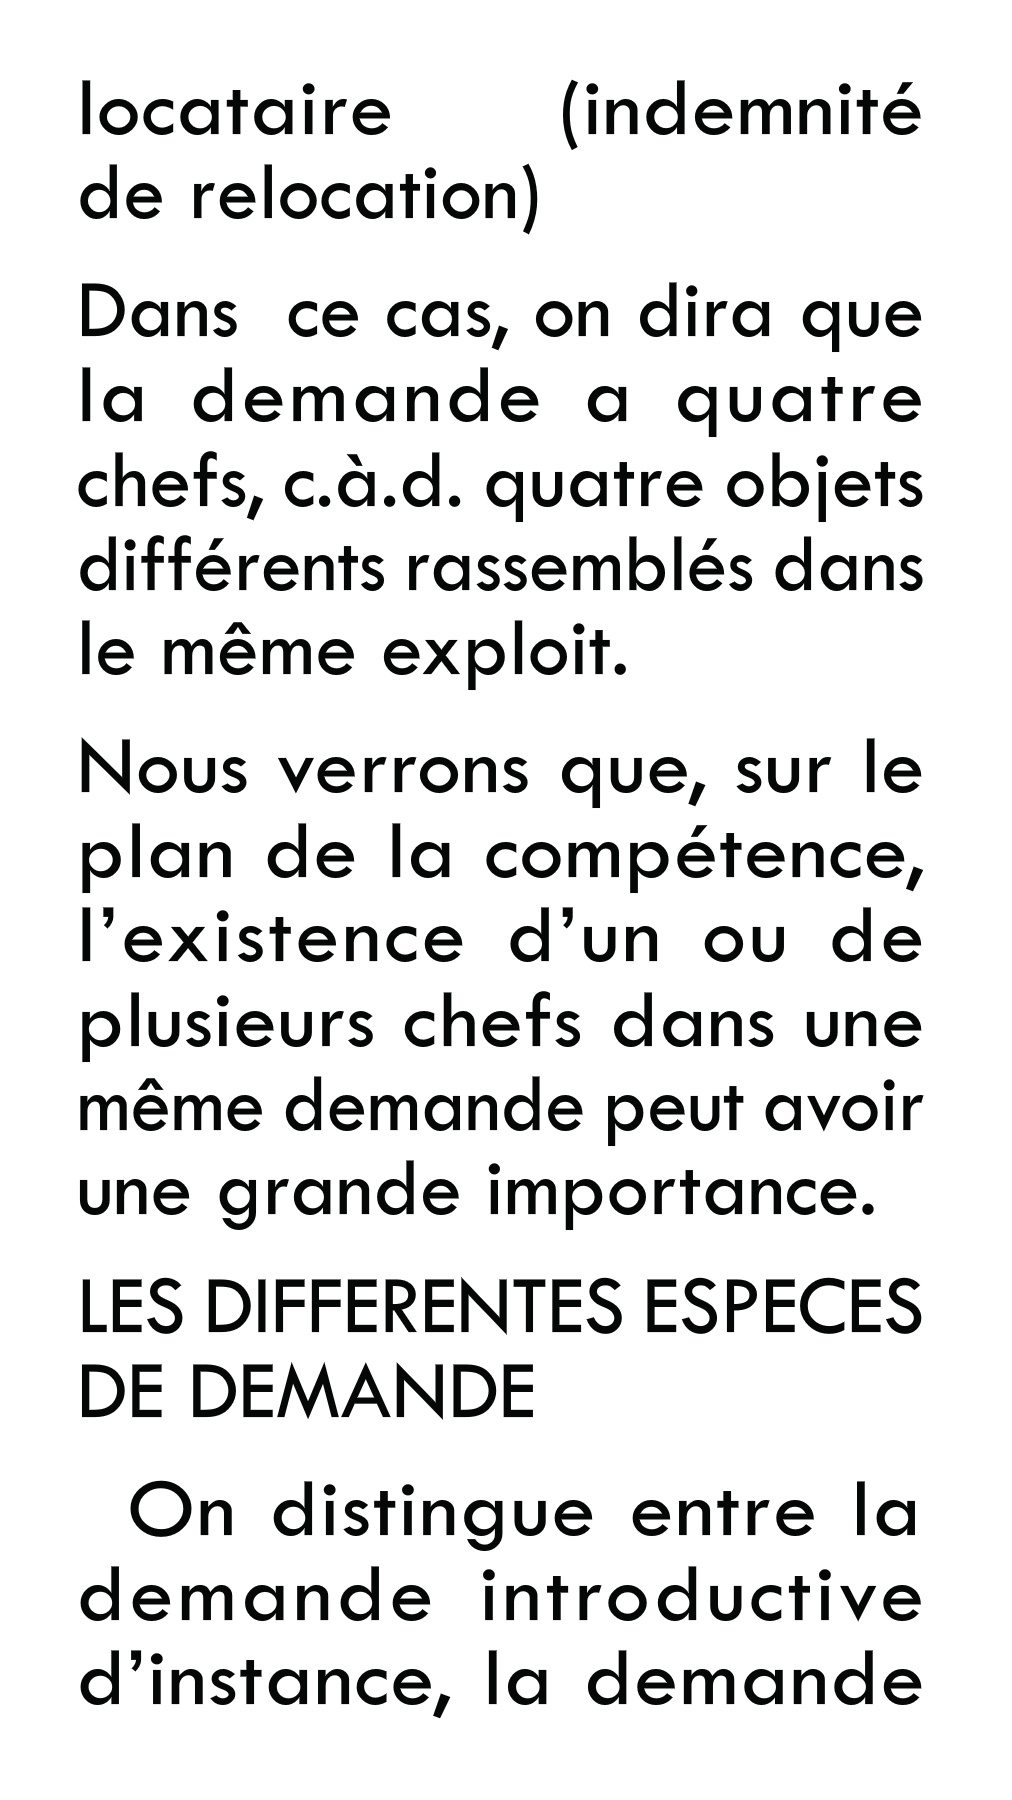 locataire (indemnité
de relocation)
Dans ce cas, on dira que
la demande a quatre
chefs, c.à.d. quatre objets
différents rassemblés dans
le même exploit.
Nous verrons que, sur le
plan de la compétence,
l’existence d’un ou de
plusieurs chefs dans une
même demande peut avoir
une grande importance.
LES DIFFERENTES ESPECES
DE DEMANDE
On distingue entre la
demande introductive
d’instance, la demande